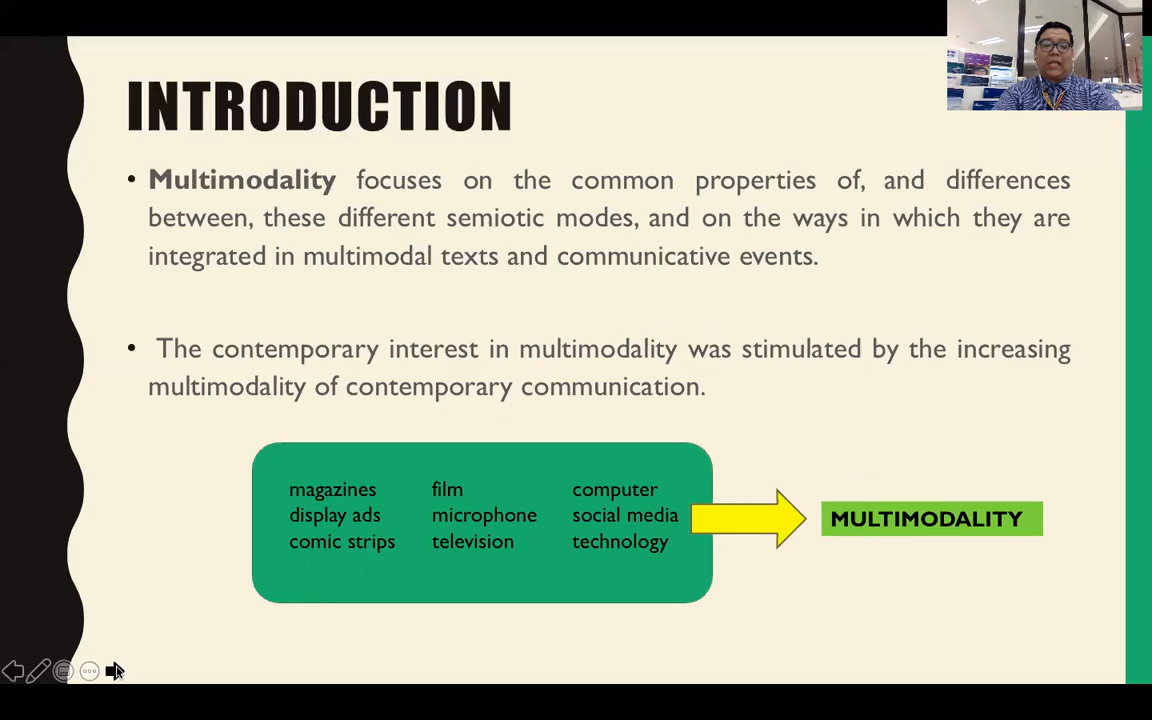 INTRODUCTION
• Multimodality focuses on the common properties of, and differences
between, these different semiotic modes, and on the ways in which they are
integrated in multimodal texts and communicative events.
• The contemporary interest in multimodality was stimulated by the increasing
multimodality of contemporary communication.
magazines film computer
display ads microphone social media
comic strips television technology
MULTIMODALITY